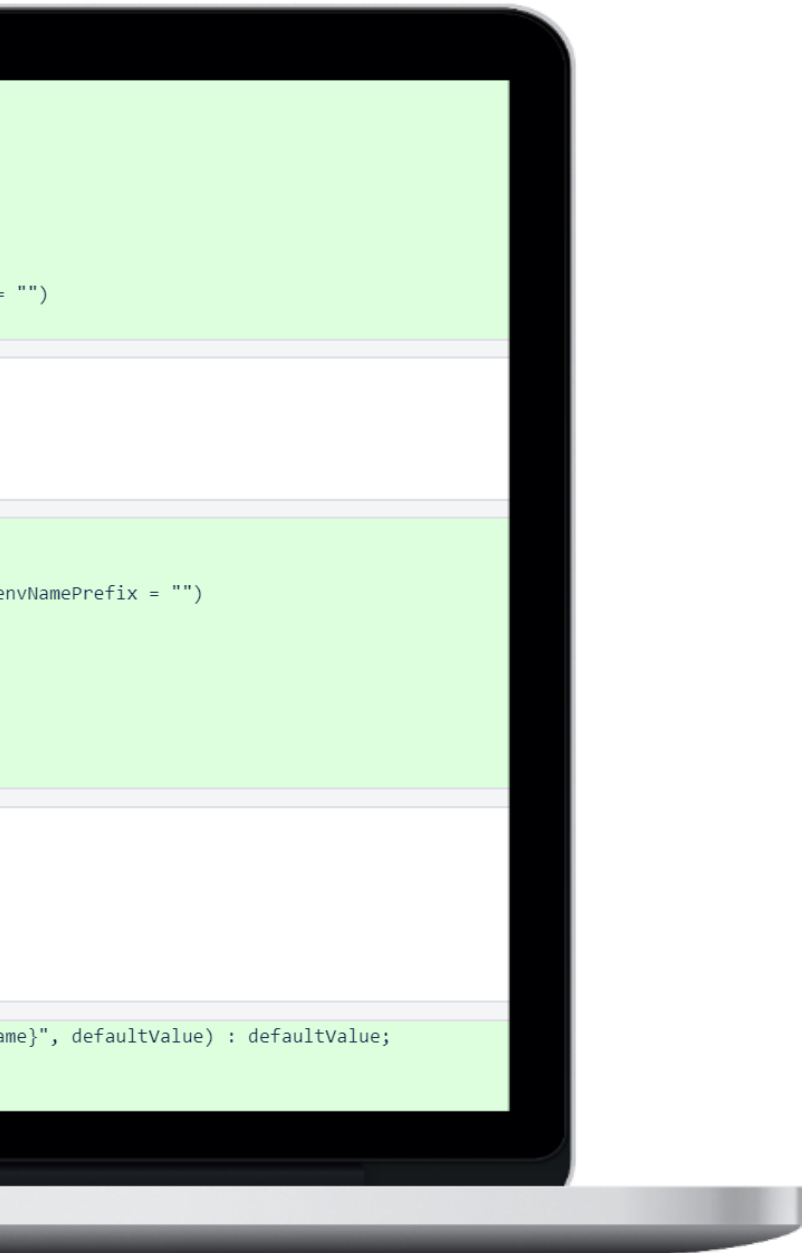 = "")
envNamePrefix = "")
ame}", defaultValue) : defaultValue;